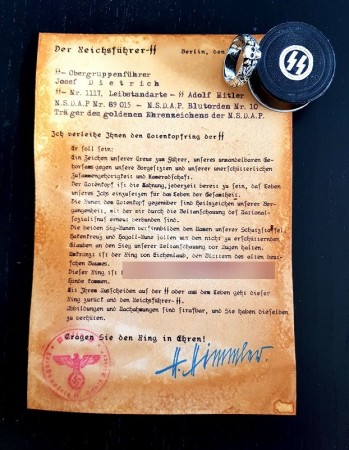 Der Reichsführer-SS
Berlin, den
SS-Obergruppenführer
Josef Dietrich
SS-Nr. 1117, Leibstandarte-SS Adolf Hitler
N.S.D.A.P Nr. 89 015 - N.S.D.A.P. Blutorden Nr. 10
Träger des goldenen Ehrenzeichens der N.S.D.A.P.
Ich verleihe Ihnen den Totenkopfring der SS
Er soll sein:
Ein Zeichen unserer Treue zum Führer, unseres unwandelbaren Ge-
horsams gegen unsere Vorgesetzten und unserer unerschütterlichen
Zusammengehörigkeit und Kameradschaft.
Der Totenkopf ist die Mahnung, jederzeit bereit zu sein, das Leben
unseres Ichs einzusetzen für das Leben der Gesamtheit.
Die Runen dem Totenkopf gegenüber sind Heilszeichen unserer Ver-
gangenheit, mit der wir durch die Weltanschauung des National-
sozialismus erneut verbunden sind.
Die beiden Sig-Runen versinnbilden den Namen unserer Schutzstaffel.
Hakenkreuz und Hagall-Rune sollen uns den nicht zu erschütternden
Glauben an den Sieg unserer Weltanschauung vor Augen halten.
Umkränzt ist der Ring von Eichenlaub, den Blättern des alten deut-
schen Baumes.
Dieser Ring ist
Hände kommen.
Mit Ihrem Ausscheiden aus der SS oder aus dem Leben geht dieser
Ring zurück an den Reichsführer-SS.
Abbildungen und Nachahmungen sind strafbar, und Sie haben dieselben
zu verhüten.
Tragen Sie den Ring in Ehren!
H. Himmler.